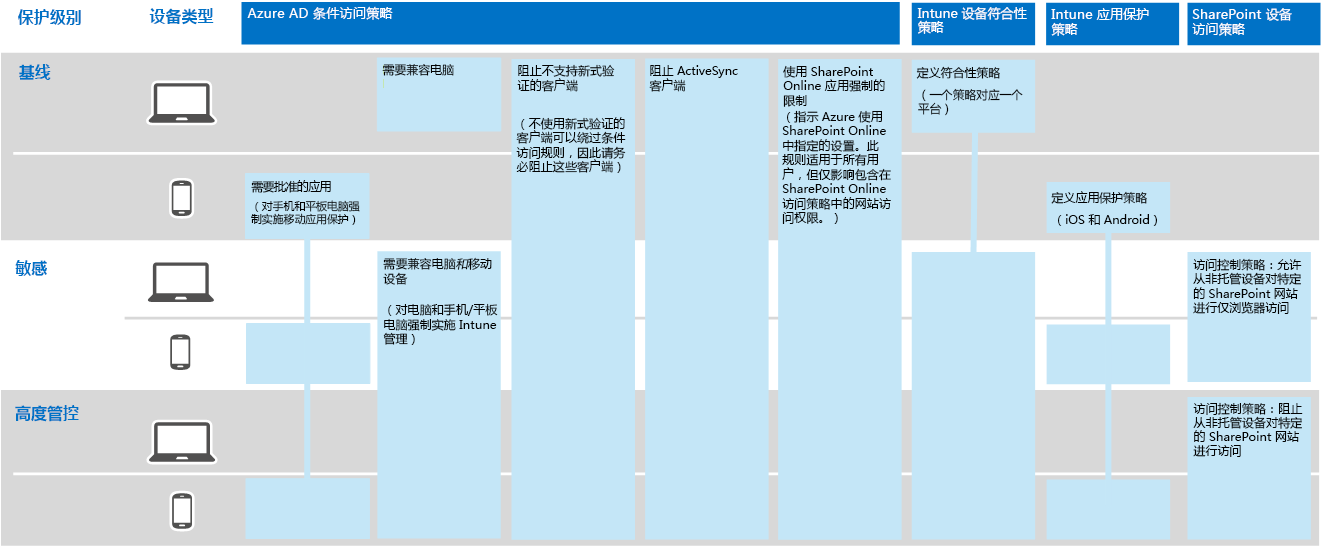 保护级别
设备类型
Azure AD 条件访问策略
Intune 设备符合性
策略
Intune 应用保护
策略
SharePoint 设备
访问策略
基线
需要兼容电脑
阻止不支持新式验
证的客户端
（不使用新式验证的
客户端可以绕过条件
访问规则，因此请务
必阻止这些客户端）
阻止 ActiveSync
客户端
使用 SharePoint
Online 应用强制的
限制
（指示 Azure 使用
SharePoint Online
中指定的设置。此
规则适用于所有用
户，但仅影响包含在
SharePoint Online
访问策略中的网站访
问权限。）
定义符合性策略
（一个策略对应一个
平台）
需要批准的应用
（对手机和平板电脑强
制实施移动应用保护）
定义应用保护策略
（iOS 和 Android）
敏感
需要兼容电脑和移动
设备
（对电脑和手机/平板
电脑强制实施 Intune
管理）
访问控制策略：允许
从非托管设备对特定
的 SharePoint 网站
进行仅浏览器访问
高度管控
访问控制策略：阻止
从非托管设备对特定
的 SharePoint 网站
进行访问